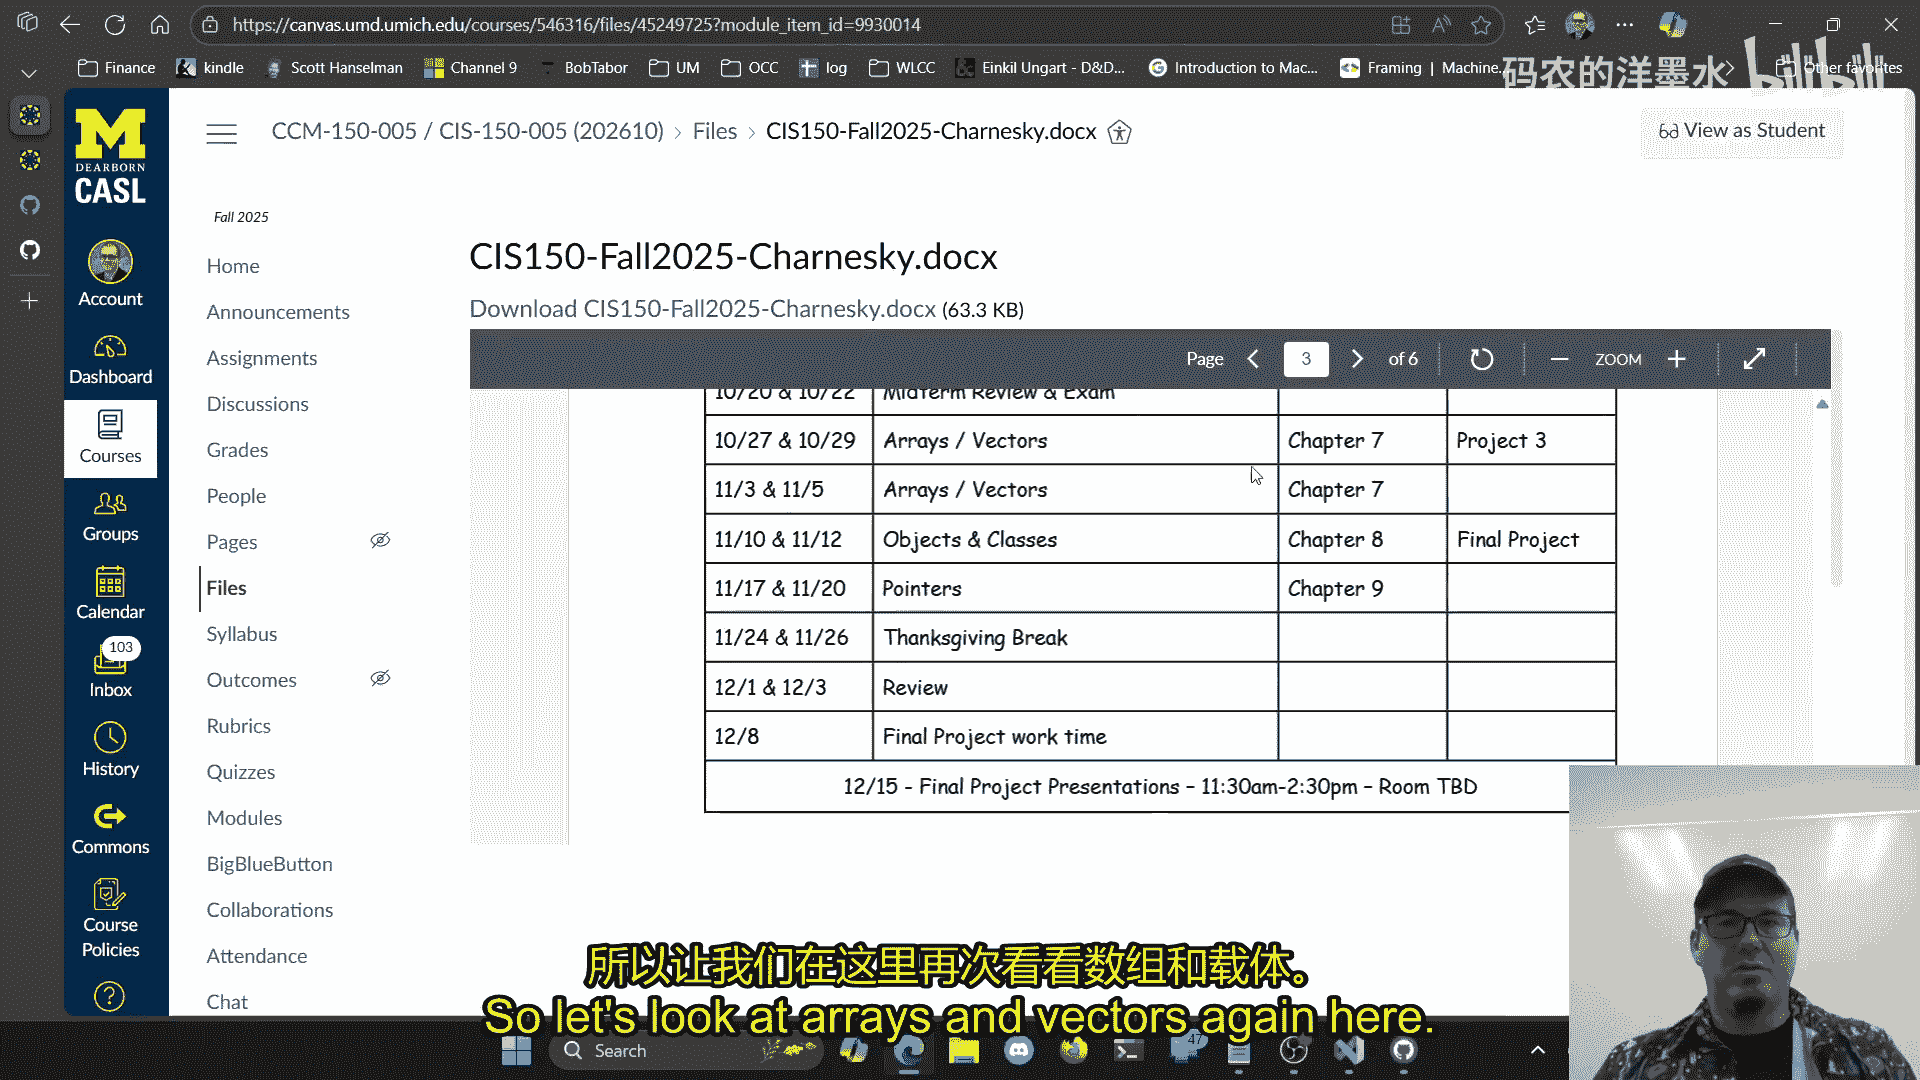 https://canvas.umd.umich.edu/courses/546316/files/45249725?module_item_id=9930014
Finance
kindle
Scott Hanselman
Channel 9
BobTabor
UM
OCC
log
WLCC
Einkil Ungart - D&D...
Introduction to Mac...
Framing | Machine...
Other favorites
码农的洋墨水
bilibili
M
DEARBORN
CASL
CCM-150-005 / CIS-150-005 (202610) › Files › CIS150-Fall2025-Charnesky.docx
View as Student
Account
Dashboard
Courses
Groups
Calendar
103
Inbox
History
Commons
Course
Policies
Fall 2025
Home
Announcements
Assignments
Discussions
Grades
People
Pages
Files
Syllabus
Outcomes
Rubrics
Quizzes
Modules
BigBlueButton
Collaborations
Attendance
Chat
CIS150-Fall2025-Charnesky.docx
Download CIS150-Fall2025-Charnesky.docx (63.3 KB)
Page 3 of 6 ZOOM
10/20 & 10/22 Midterm Review & Exam
10/27 & 10/29 Arrays / Vectors Chapter 7 Project 3
11/3 & 11/5 Arrays / Vectors Chapter 7
11/10 & 11/12 Objects & Classes Chapter 8 Final Project
11/17 & 11/20 Pointers Chapter 9
11/24 & 11/26 Thanksgiving Break
12/1 & 12/3 Review
12/8 Final Project work time
12/15 - Final Project Presentations – 11:30am-2:30pm – Room TBD
所以让我们在这里再次看看数组和载体。
So let's look at arrays and vectors again here.
Search
47